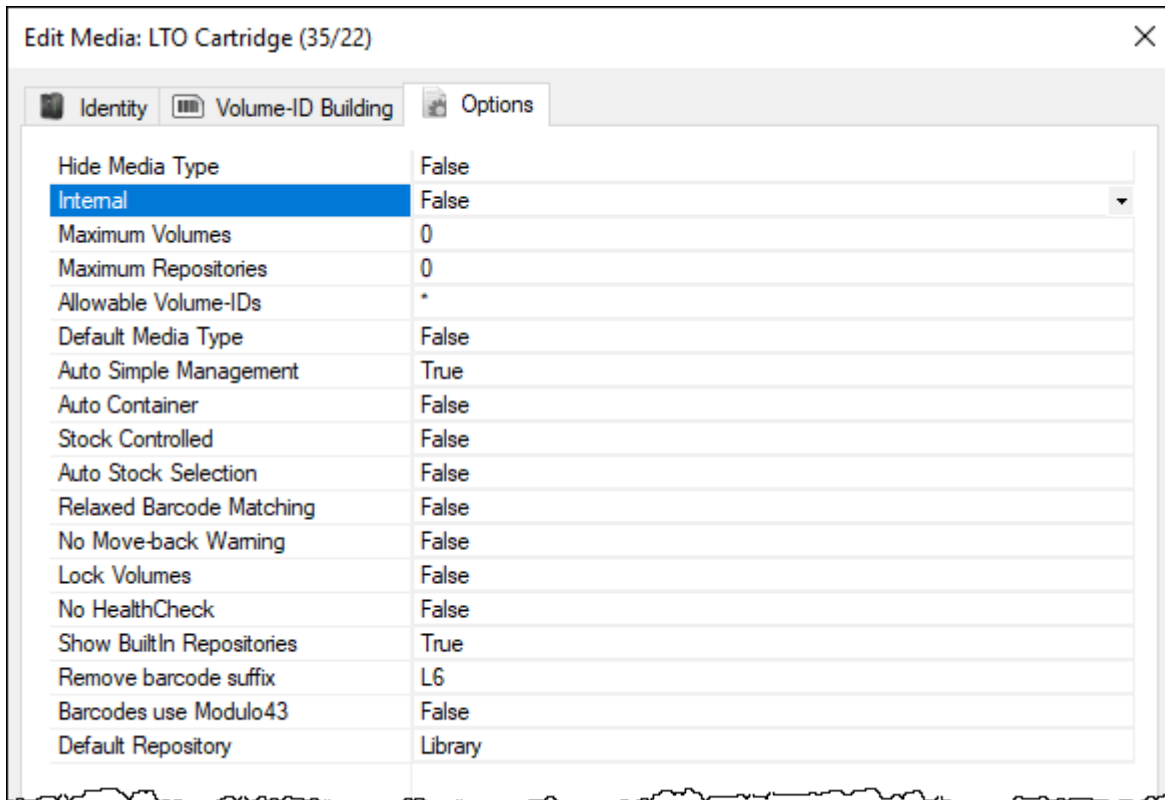 Edit Media: LTO Cartridge (35/22)
Identity Volume-ID Building Options
Hide Media Type False
Internal False
Maximum Volumes 0
Maximum Repositories 0
Allowable Volume-IDs *
Default Media Type False
Auto Simple Management True
Auto Container False
Stock Controlled False
Auto Stock Selection False
Relaxed Barcode Matching False
No Move-back Warning False
Lock Volumes False
No HealthCheck False
Show BuiltIn Repositories True
Remove barcode suffix L6
Barcodes use Modulo43 False
Default Repository Library